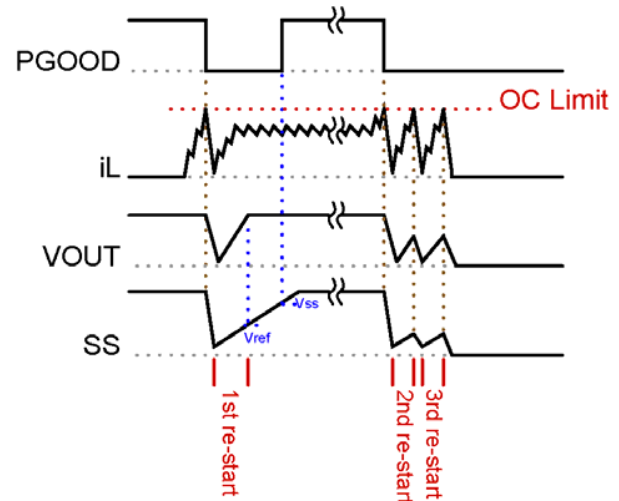 PGOOD
OC Limit
iL
VOUT
Vss
Vref
SS
1st re-start
2nd re-start
3rd re-start